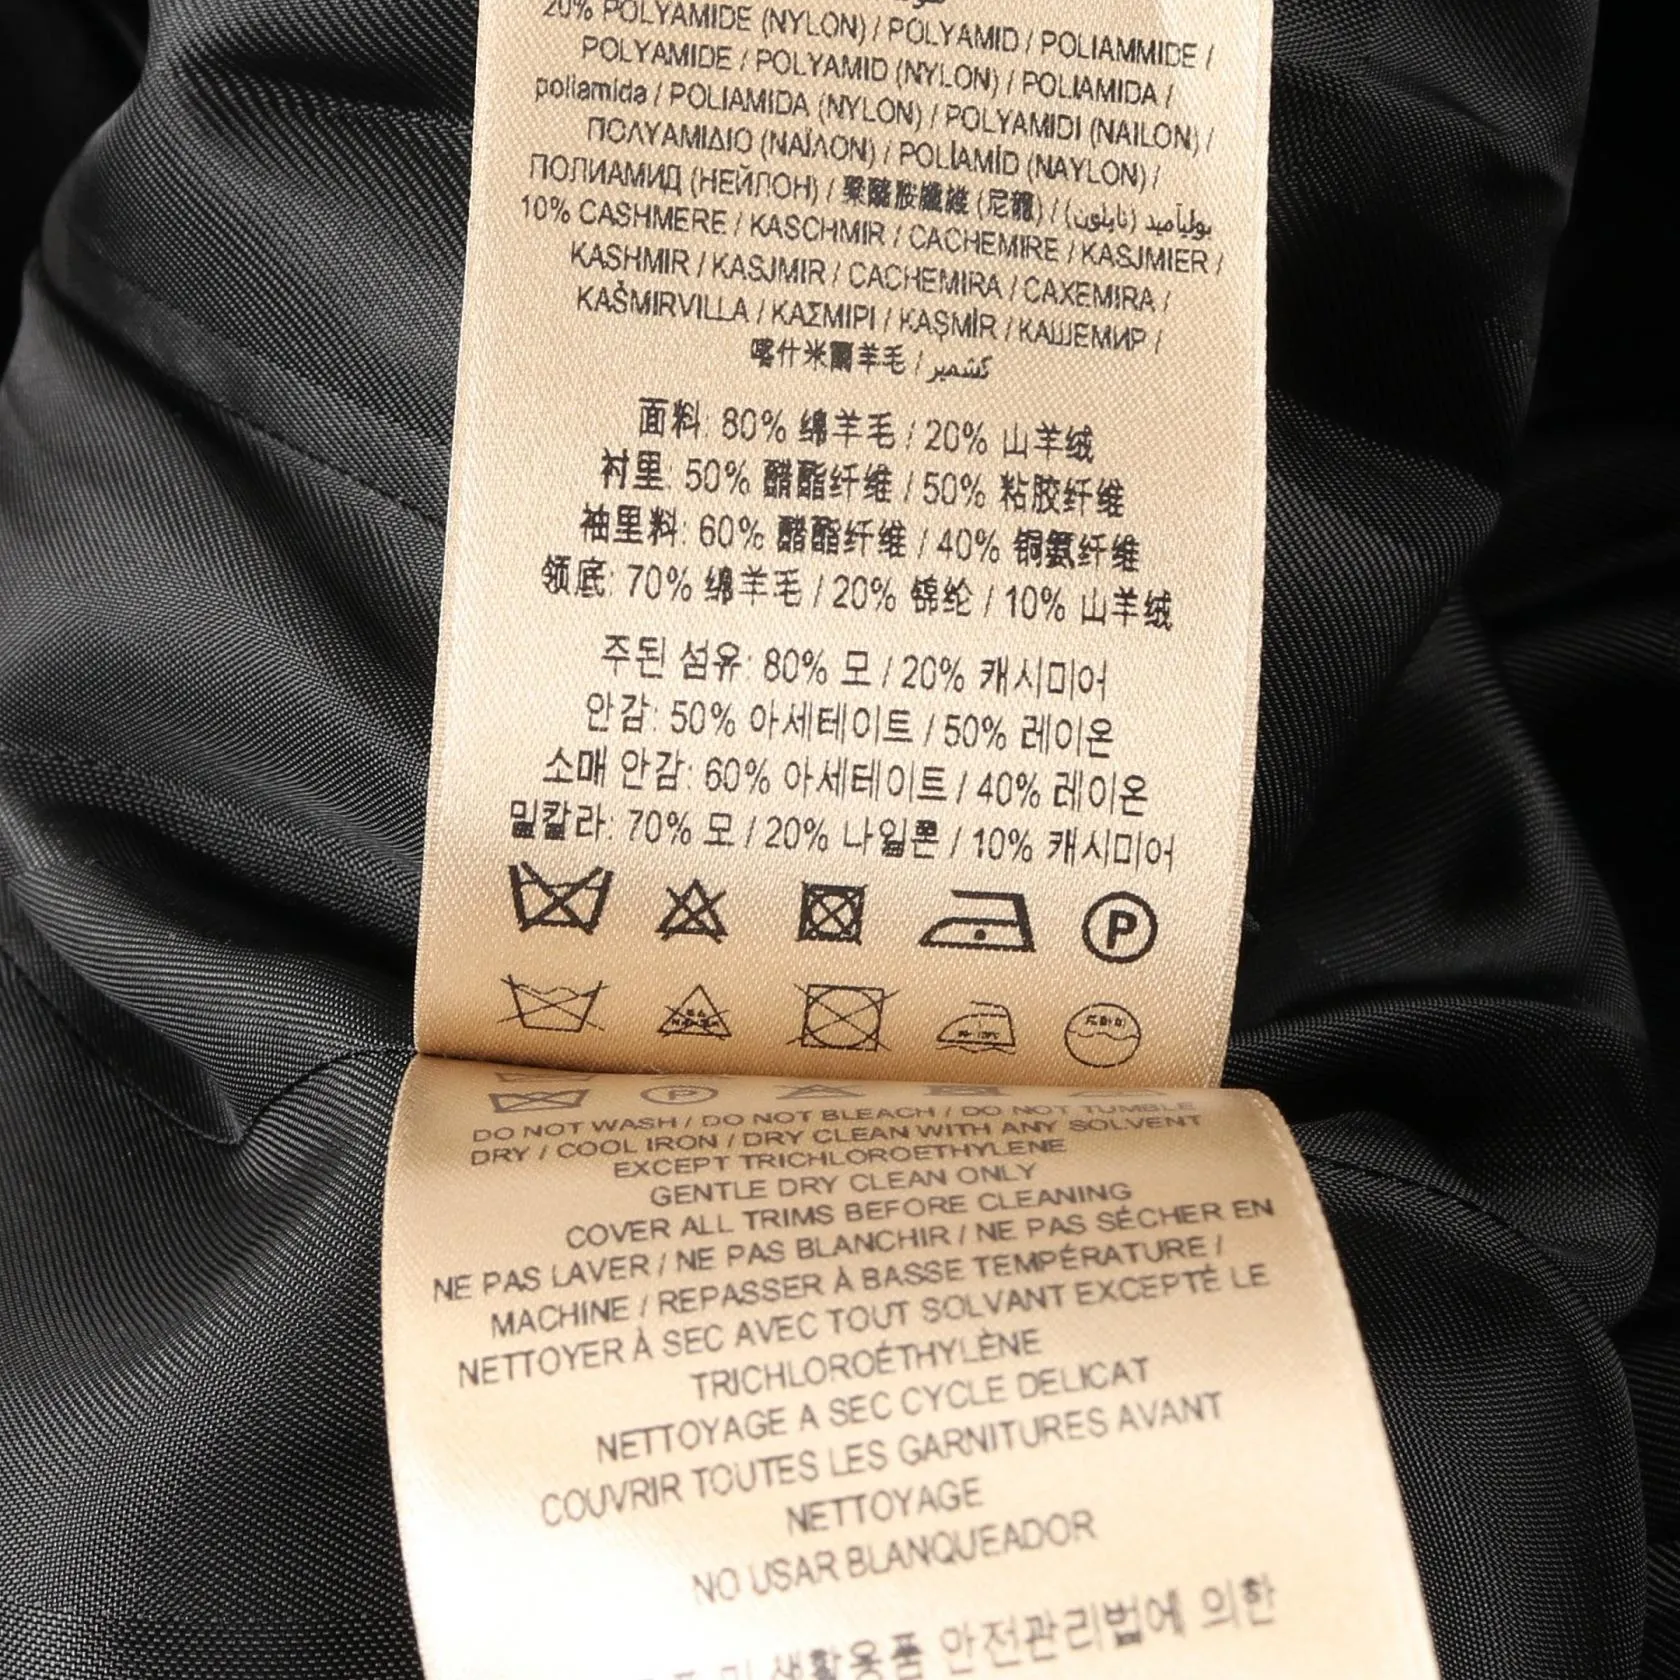 20% POLYAMIDE (NYLON) / POLYAMID / POLIAMMIDE /
POLYAMIDE / POLYAMID (NYLON) / POLIAMIDA /
poliamida / POLIAMIDA (NYLON) / POLYAMIDI (NAILON) /
ΠΟΛΥΑΜΙΔΙΟ (ΝΑΪΛΟΝ) / POLİAMİD (NAYLON) /
ПОЛИАМИД (НЕЙЛОН) / 聚醯胺纖維 (尼龍) / بولیآمید (نایلون) /
10% CASHMERE / KASCHMIR / CACHEMIRE / KASJMIER /
KASHMIR / KASJMIR / CACHEMIRA / CAXEMIRA /
KAŠMIRVILLA / ΚΑΣΜΙΡΙ / KAŞMİR / КАШЕМИР /
喀什米爾羊毛 / كشمير
面料: 80% 绵羊毛 / 20% 山羊绒
衬里: 50% 醋酯纤维 / 50% 粘胶纤维
袖里料: 60% 醋酯纤维 / 40% 铜氨纤维
领底: 70% 绵羊毛 / 20% 锦纶 / 10% 山羊绒
주된 섬유: 80% 모 / 20% 캐시미어
안감: 50% 아세테이트 / 50% 레이온
소매 안감: 60% 아세테이트 / 40% 레이온
밑칼라: 70% 모 / 20% 나일론 / 10% 캐시미어
P
P
DO NOT WASH / DO NOT BLEACH / DO NOT TUMBLE
DRY / COOL IRON / DRY CLEAN WITH ANY SOLVENT
EXCEPT TRICHLOROETHYLENE
GENTLE DRY CLEAN ONLY
COVER ALL TRIMS BEFORE CLEANING
NE PAS LAVER / NE PAS BLANCHIR / NE PAS SÉCHER EN
MACHINE / REPASSER À BASSE TEMPÉRATURE /
NETTOYER À SEC AVEC TOUT SOLVANT EXCEPTÉ LE
TRICHLOROÉTHYLÈNE
NETTOYAGE A SEC CYCLE DELICAT
COUVRIR TOUTES LES GARNITURES AVANT
NETTOYAGE
NO USAR BLANQUEADOR
및 생활용품 안전관리법에 의한